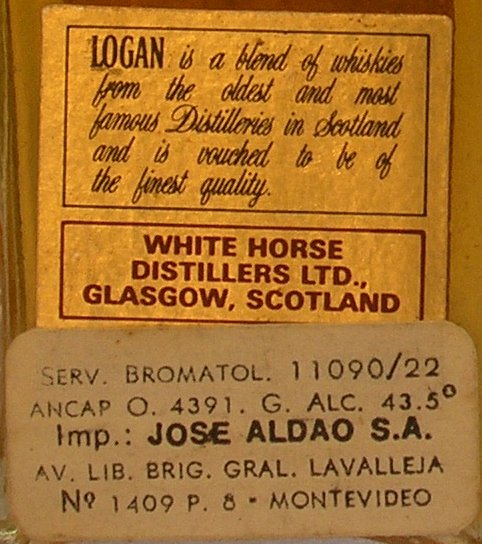 LOGAN is a blend of whiskies
from the oldest and most
famous Distilleries in Scotland
and is vouched to be of
the finest quality.
WHITE HORSE
DISTILLERS LTD.,
GLASGOW, SCOTLAND
SERV. BROMATOL. 11090/22
ANCAP O. 4391. G. ALC. 43.5º
Imp.: JOSE ALDAO S.A.
AV. LIB. BRIG. GRAL. LAVALLEJA
Nº 1409 P. 8 - MONTEVIDEO